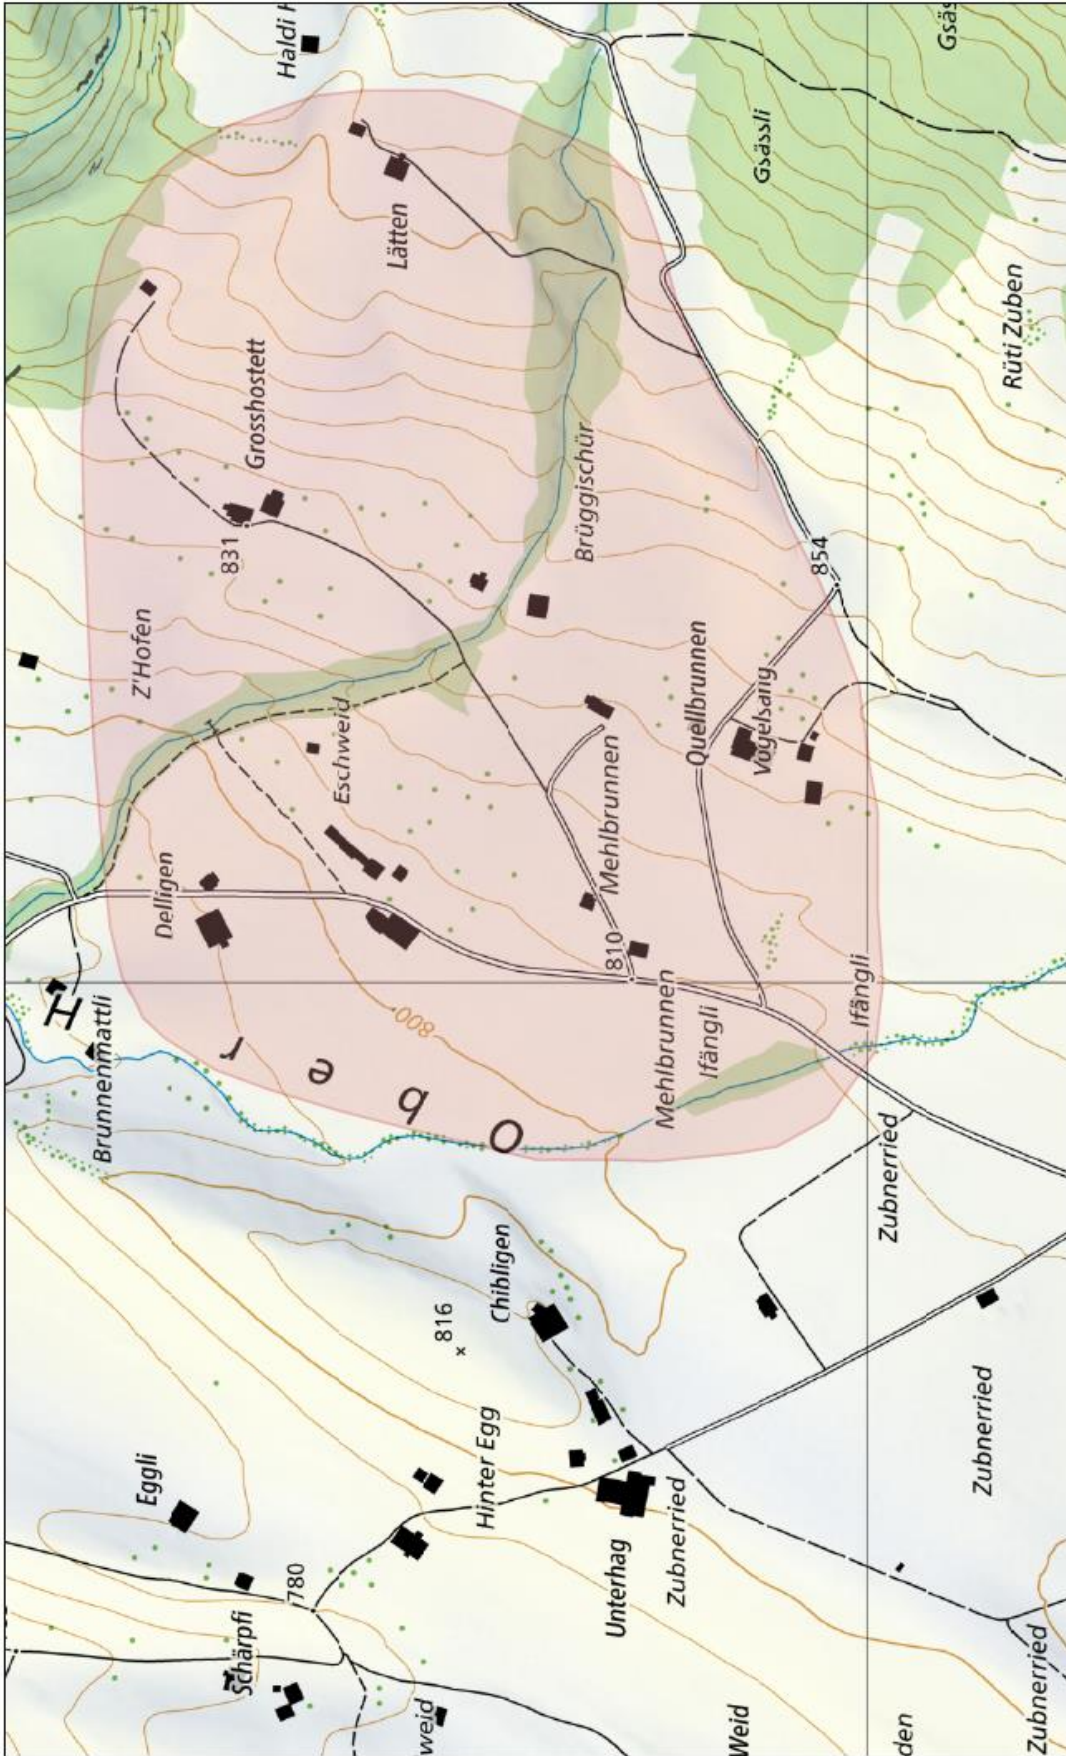 Haldi H
Gsäs
Gsässli
Lätten
Rüti Zuben
Grosshostett
Brüggischür
831
854
Z'Hofen
Quellbrunnen
Vogelsang
Eschweid
Mehlbrunnen
Delligen
810
Ifängli
H
800
Brunnenmattli
Ober
Mehlbrunnen
Ifängli
Zubnerried
Chibligen
816
Zubnerried
Hinter Egg
Eggli
Zubnerried
Unterhag
780
Schärpfi
Zubnerried
weid
Weid
den